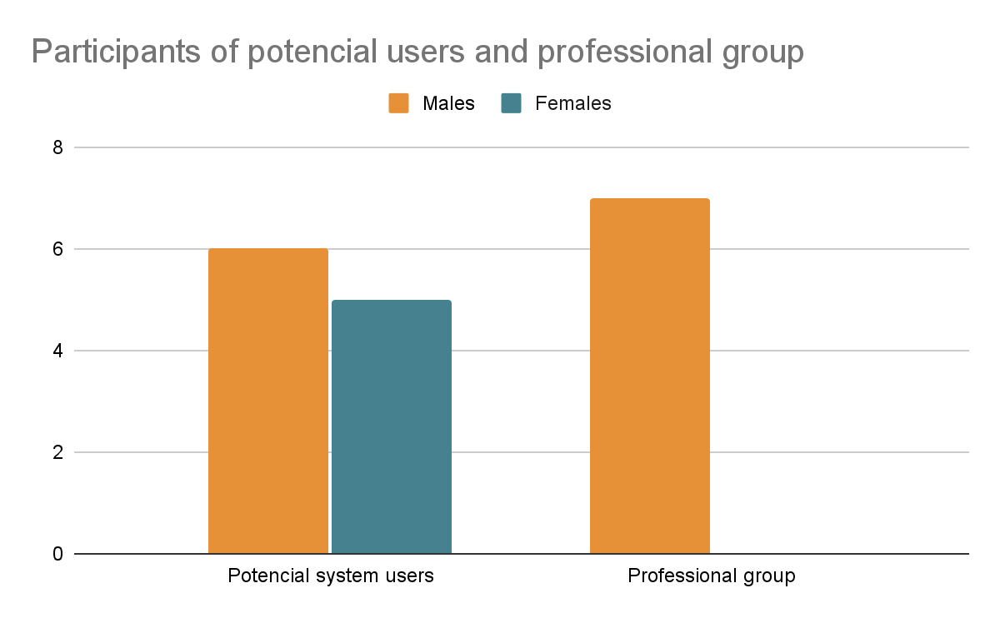 Participants of potencial users and professional group
Males Females
8
6
4
2
0
Potencial system users Professional group